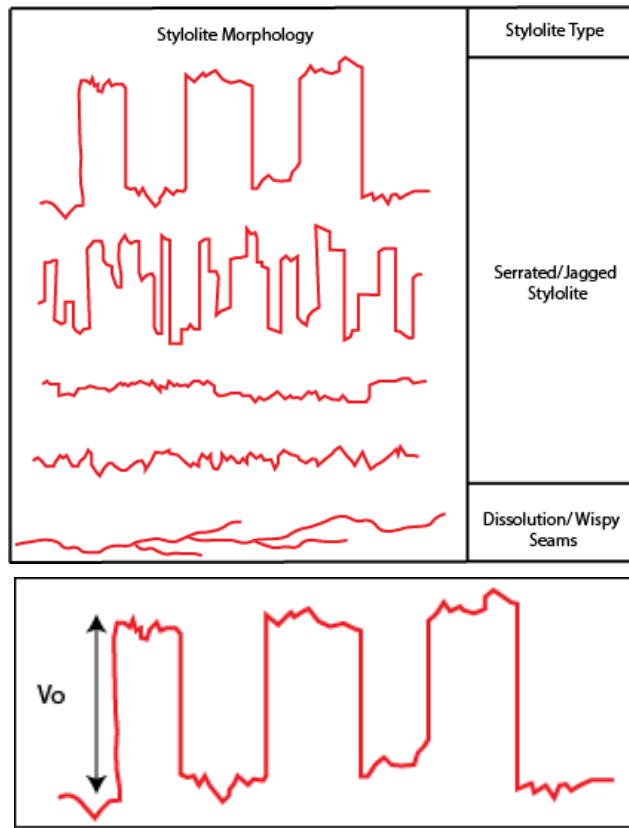 Stylolite Morphology
Stylolite Type
Serrated/Jagged
Stylolite
Dissolution/ Wispy
Seams
Vo